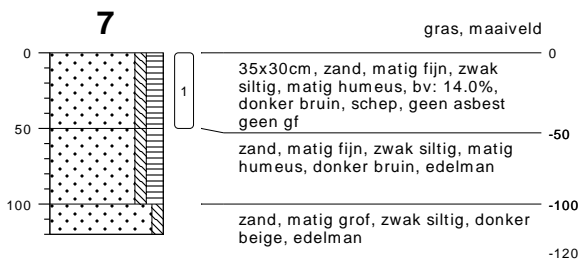 7
gras, maaiveld
0
0
35x30cm, zand, matig fijn, zwak
siltig, matig humeus, bv: 14.0%,
donker bruin, schep, geen asbest
geen gf
1
50
-50
zand, matig fijn, zwak siltig, matig
humeus, donker bruin, edelman
100
-100
zand, matig grof, zwak siltig, donker
beige, edelman
-120